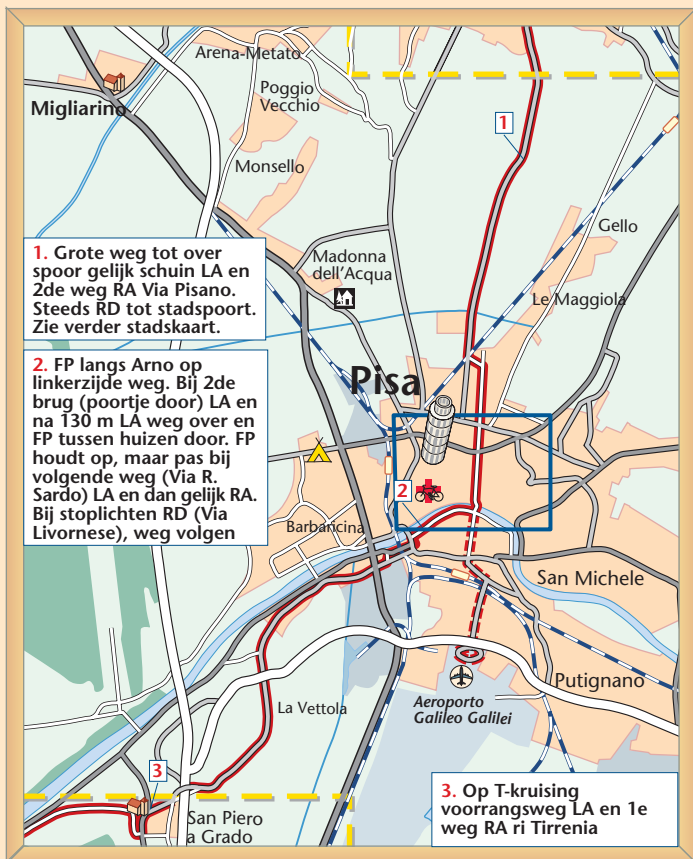 Arena-Metato
Migliarino
Poggio
Vecchio
1
Monsello
Gello
1. Grote weg tot over
spoor gelijk schuin LA en
2de weg RA Via Pisano.
Steeds RD tot stadspoort.
Zie verder stadskaart.
Madonna
dell'Acqua
Le Maggiola
2. FP langs Arno op
linkerzijde weg. Bij 2de
brug (poortje door) LA en
na 130 m LA weg over en
FP tussen huizen door. FP
houdt op, maar pas bij
volgende weg (Via R.
Sardo) LA en dan gelijk RA.
Bij stoplichten RD (Via
Livornese), weg volgen
Pisa
2
Barbaricina
San Michele
Putignano
La Vettola
Aeroporto
Galileo Galilei
3
San Piero
a Grado
3. Op T-kruising
voorrangsweg LA en 1e
weg RA ri Tirrenia